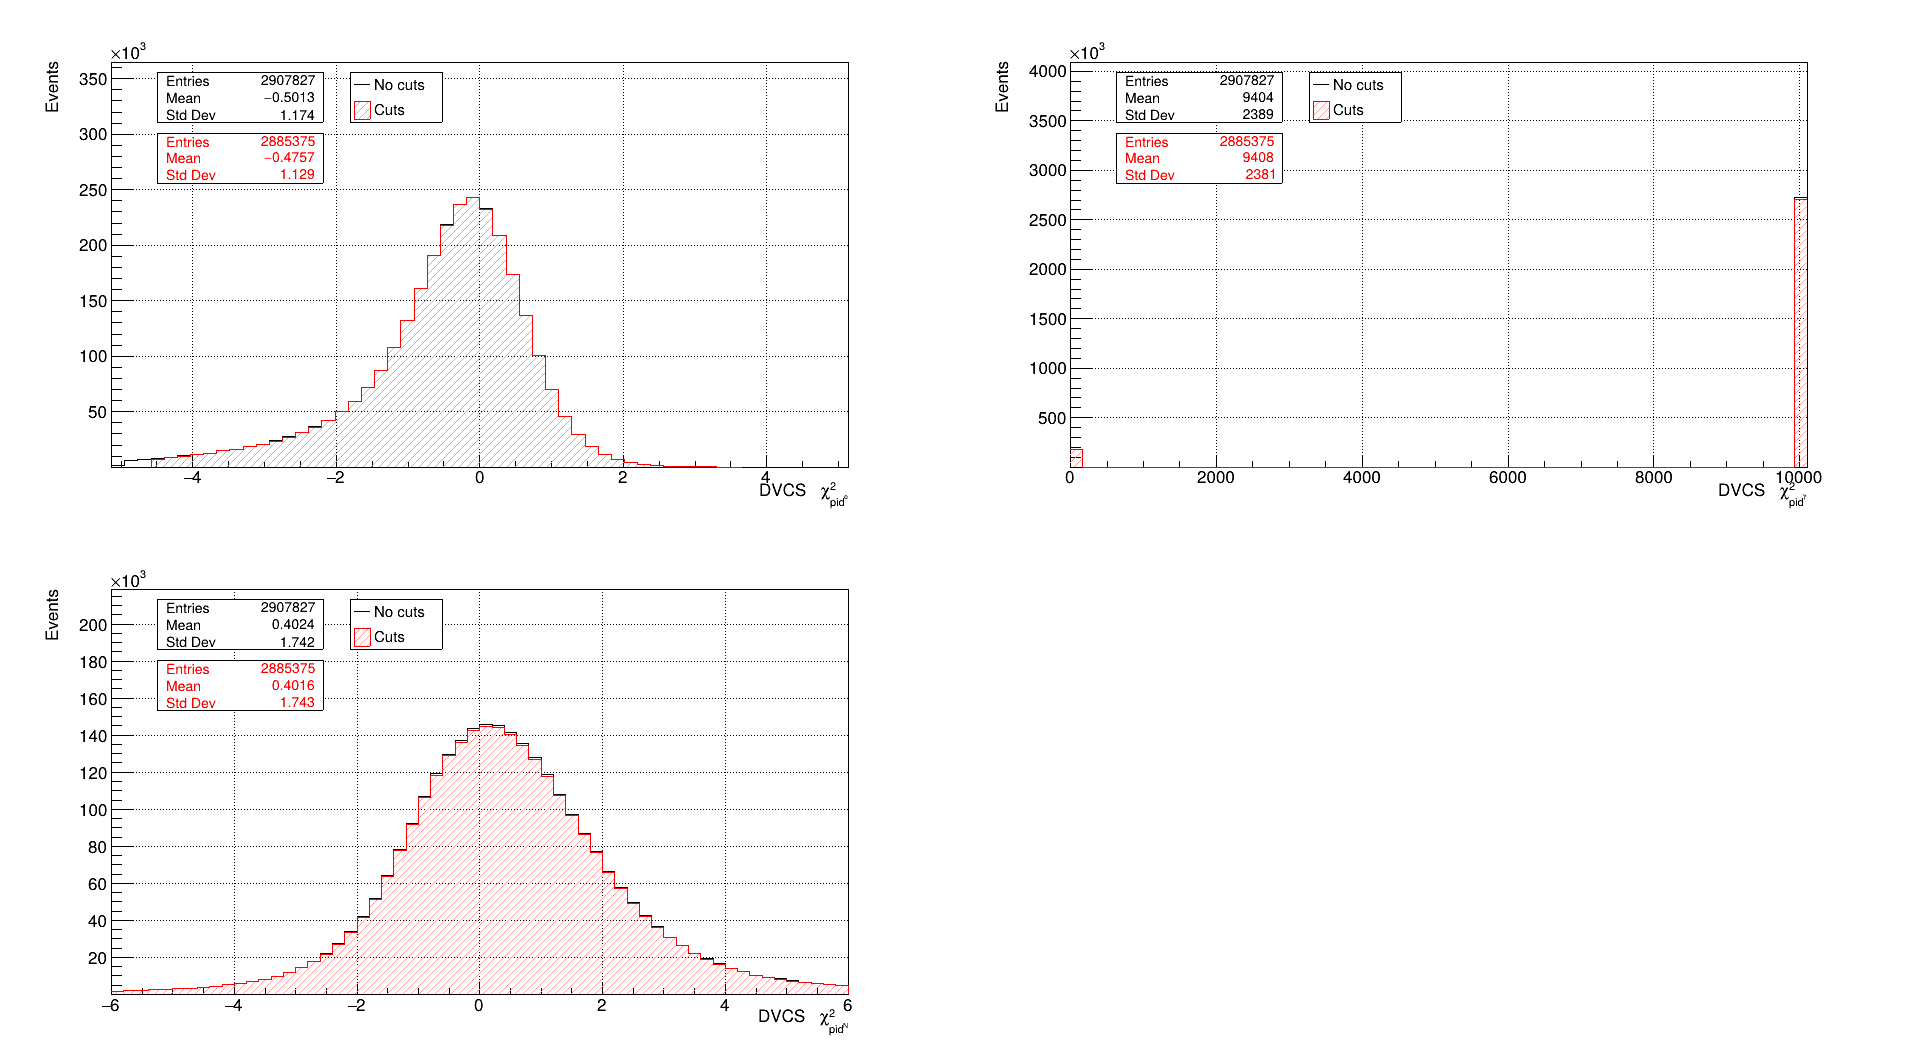 ×10³
Events
350
300
250
200
150
100
50
Entries 2907827
Mean −0.5013
Std Dev 1.174
Entries 2885375
Mean −0.4757
Std Dev 1.129
No cuts
Cuts
−4 −2 0 2 4
DVCS χ²pidᵉ
×10³
Events
4000
3500
3000
2500
2000
1500
1000
500
Entries 2907827
Mean 9404
Std Dev 2389
Entries 2885375
Mean 9408
Std Dev 2381
No cuts
Cuts
0 2000 4000 6000 8000 10000
DVCS χ²pidᵞ
×10³
Events
200
180
160
140
120
100
80
60
40
20
Entries 2907827
Mean 0.4024
Std Dev 1.742
Entries 2885375
Mean 0.4016
Std Dev 1.743
No cuts
Cuts
−6 −4 −2 0 2 4 6
DVCS χ²pidᴺ